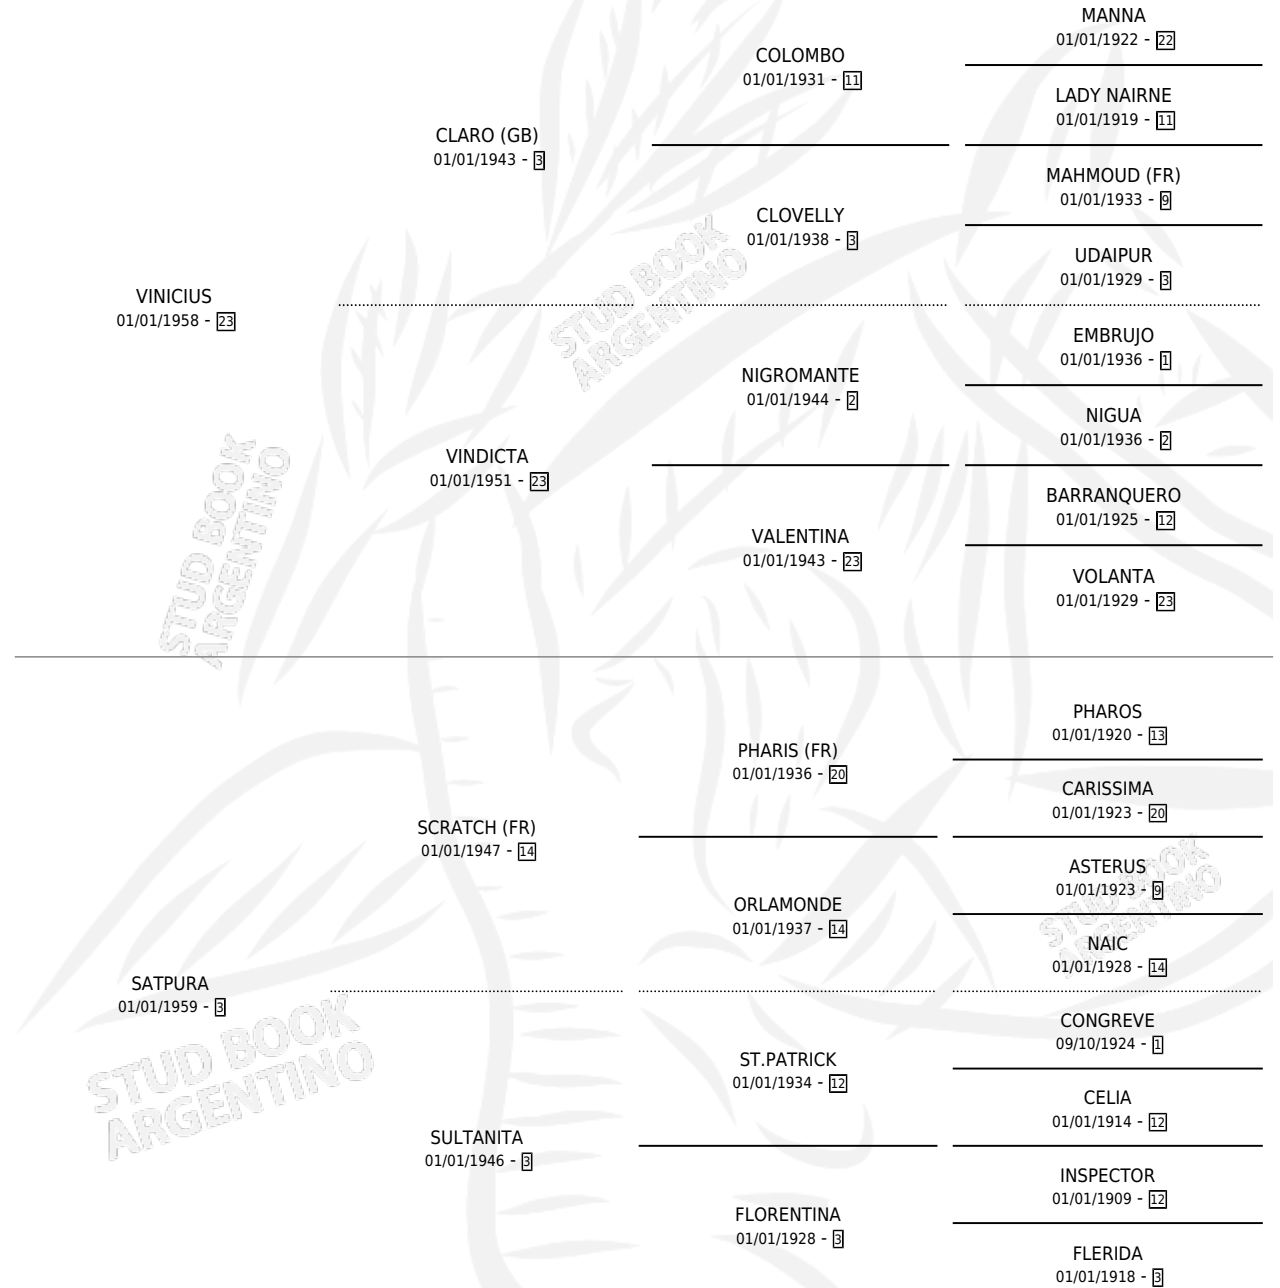 MANNA
01/01/1922 - 22
COLOMBO
01/01/1931 - 11
LADY NAIRNE
01/01/1919 - 11
CLARO (GB)
01/01/1943 - 3
MAHMOUD (FR)
01/01/1933 - 9
CLOVELLY
01/01/1938 - 3
UDAIPUR
01/01/1929 - 3
VINICIUS
01/01/1958 - 23
STUD BOOK
ARGENTINO
EMBRUJO
01/01/1936 - 1
NIGROMANTE
01/01/1944 - 2
NIGUA
01/01/1936 - 2
VINDICTA
01/01/1951 - 23
BARRANQUERO
01/01/1925 - 12
VALENTINA
01/01/1943 - 23
VOLANTA
01/01/1929 - 23
STUD BOOK
ARGENTINO
PHAROS
01/01/1920 - 13
PHARIS (FR)
01/01/1936 - 20
CARISSIMA
01/01/1923 - 20
SCRATCH (FR)
01/01/1947 - 14
ASTERUS
01/01/1923 - 9
ORLAMONDE
01/01/1937 - 14
NAIC
01/01/1928 - 14
STUD BOOK
ARGENTINO
SATPURA
01/01/1959 - 3
CONGREVE
09/10/1924 - 1
ST.PATRICK
01/01/1934 - 12
CELIA
01/01/1914 - 12
STUD BOOK
ARGENTINO
SULTANITA
01/01/1946 - 3
INSPECTOR
01/01/1909 - 12
FLORENTINA
01/01/1928 - 3
FLERIDA
01/01/1918 - 3